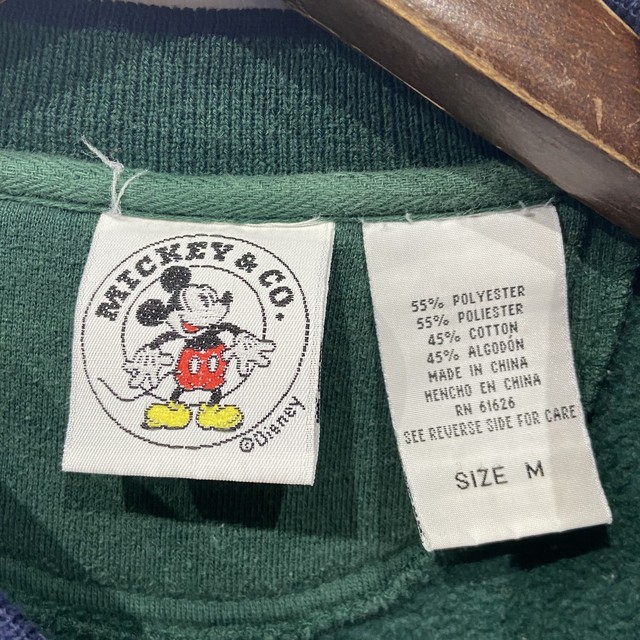 MICKEY & CO.
©Disney
55% POLYESTER
55% POLIESTER
45% COTTON
45% ALGODÓN
MADE IN CHINA
HENCHO EN CHINA
RN 61626
SEE REVERSE SIDE FOR CARE
SIZE M